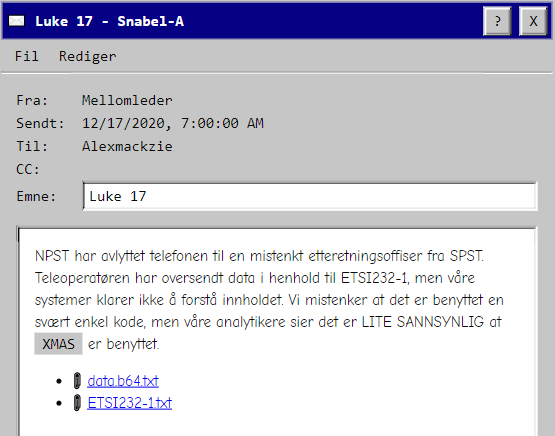 Luke 17 - Snabel-A
? X
Fil Rediger
Fra: Mellomleder
Sendt: 12/17/2020, 7:00:00 AM
Til: Alexmackzie
CC:
Emne: Luke 17
NPST har avlyttet telefonen til en mistenkt etteretningsoffiser fra SPST.
Teleoperatøren har oversendt data i henhold til ETSI232-1, men våre
systemer klarer ikke å forstå innholdet. Vi mistenker at det er benyttet en
svært enkel kode, men våre analytikere sier det er LITE SANNSYNLIG at
XMAS er benyttet.
data.b64.txt
ETSI232-1.txt